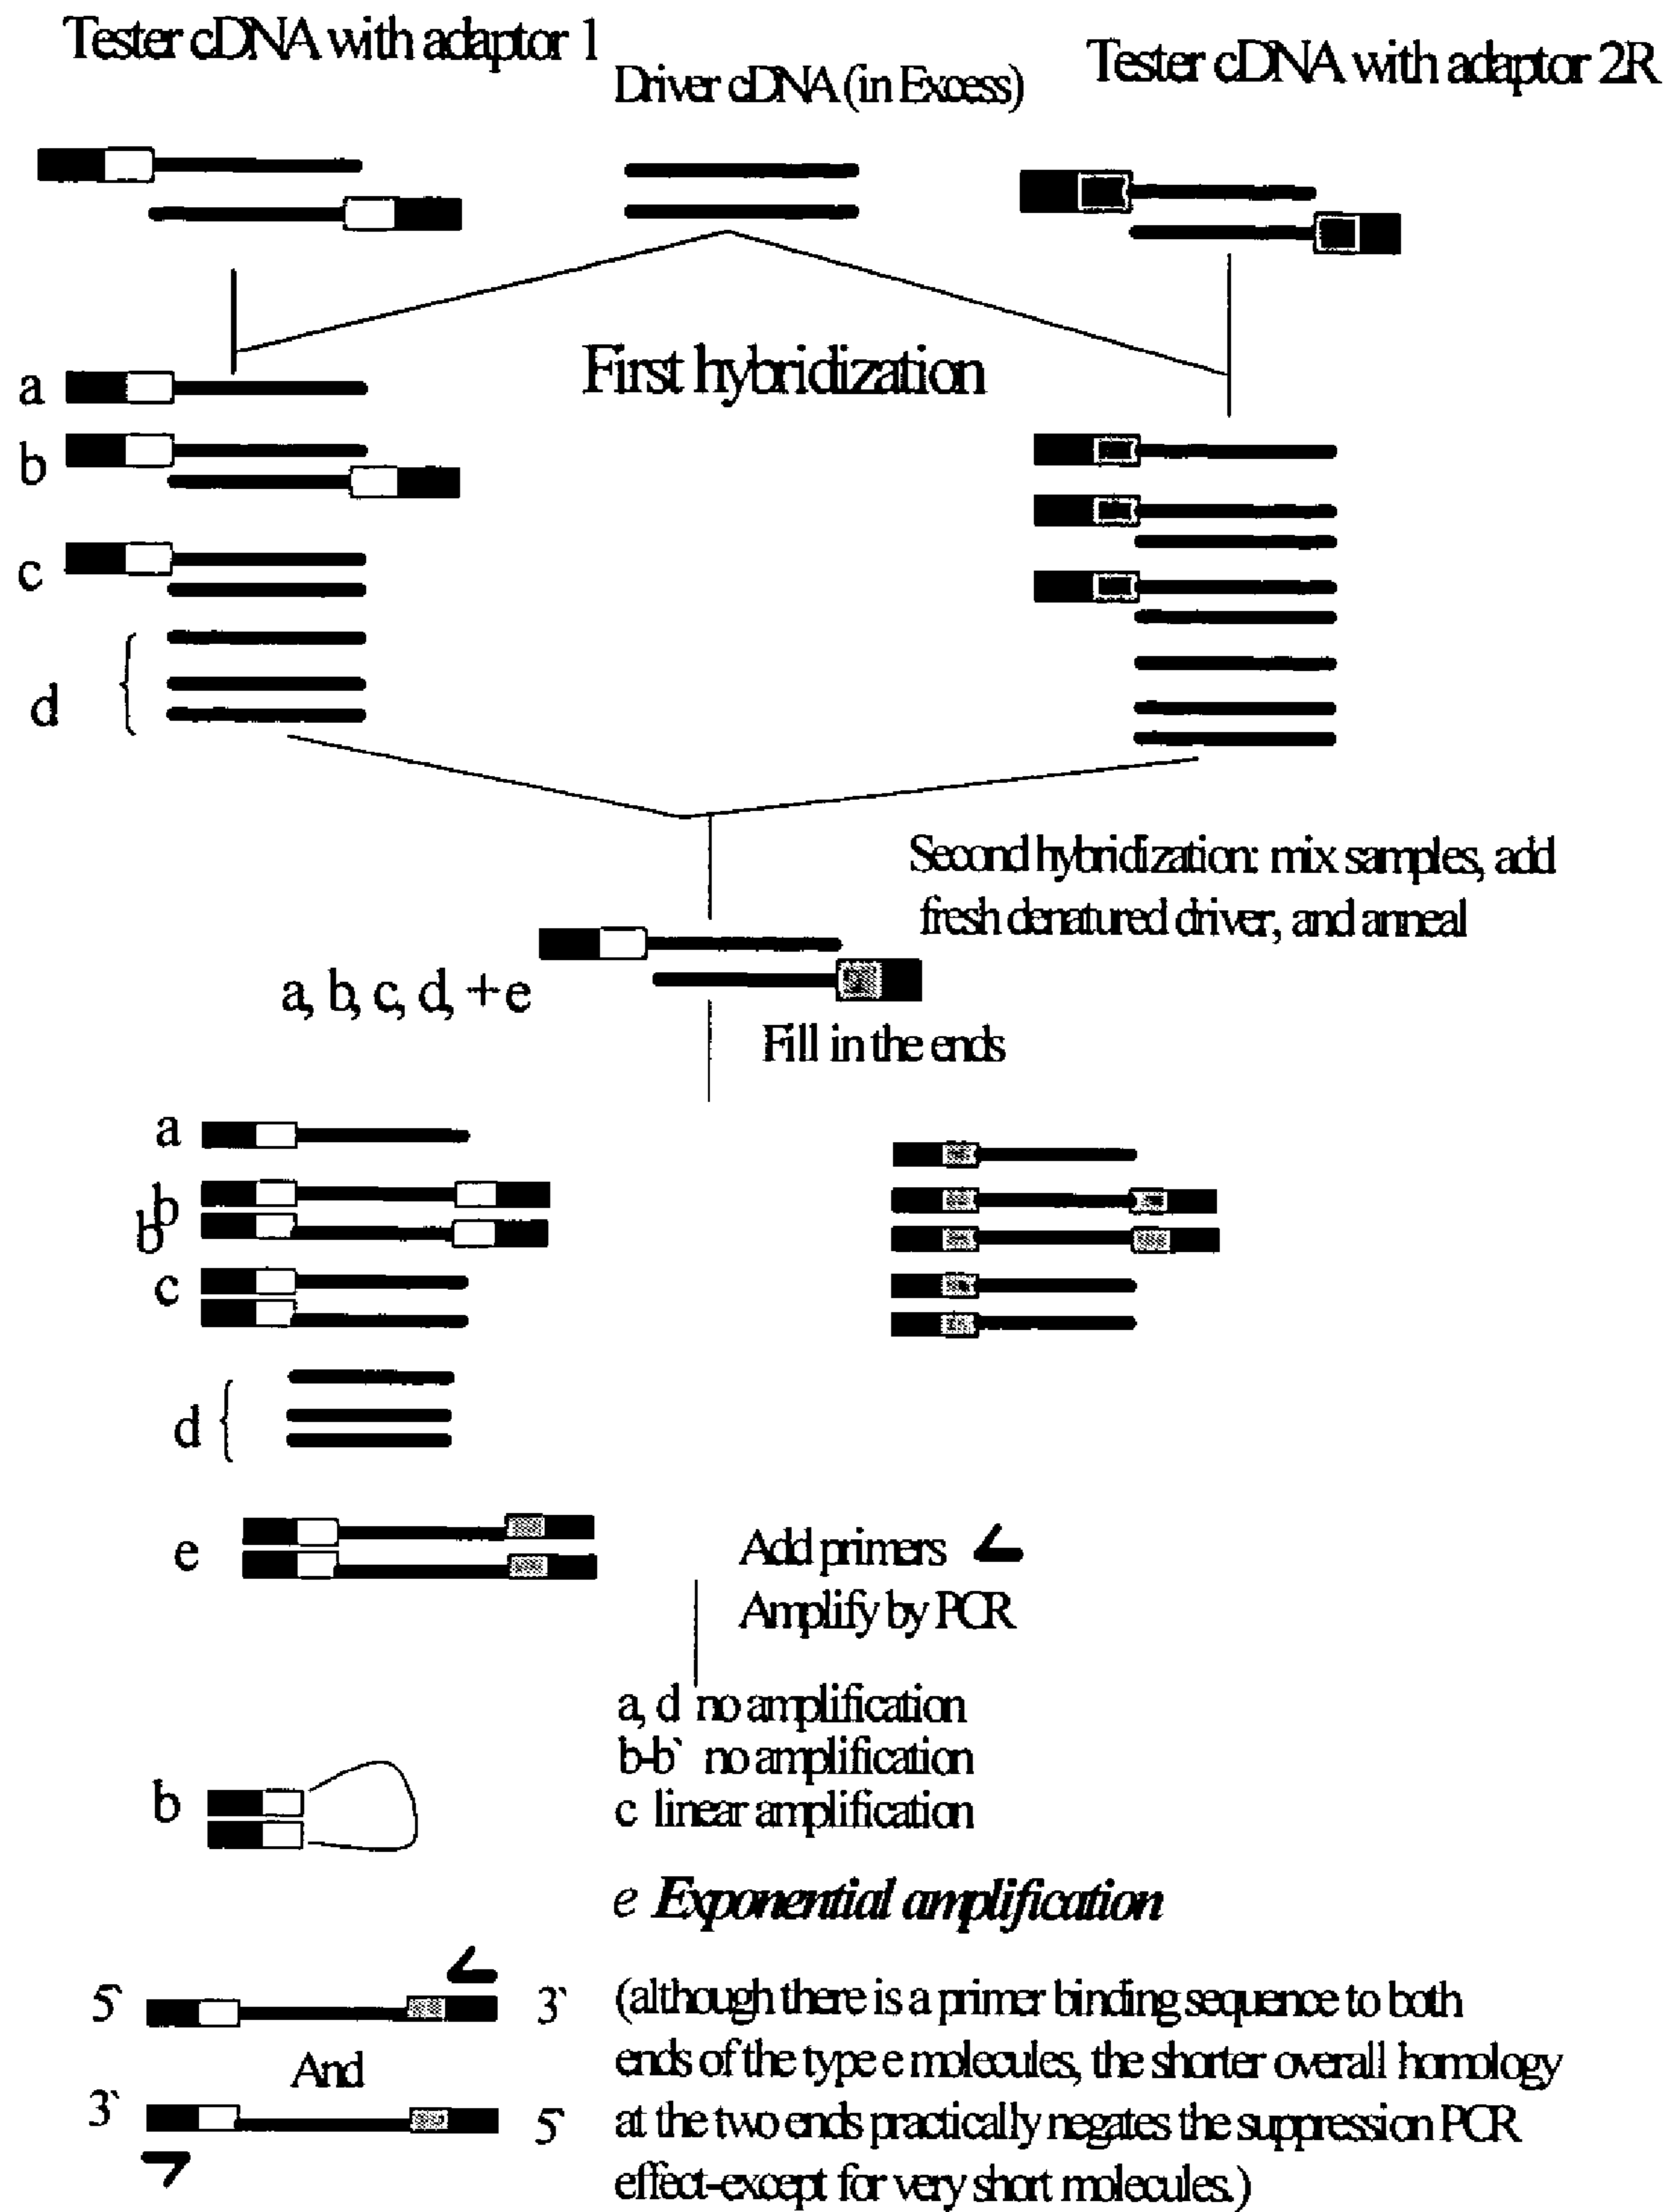 Tester cDNA with adaptor 1
Driver cDNA (in Excess)
Tester cDNA with adaptor 2R
First hybridization
a
b
c
d
Second hybridization: mix samples, add
fresh denatured driver, and anneal
a, b, c, d, + e
Fill in the ends
a
b
b
c
d
e
Add primers
Amplify by PCR
a, d no amplification
b-b` no amplification
c linear amplification
b
e Exponential amplification
5`
3`
And
3`
5`
(although there is a primer binding sequence to both
ends of the type e molecules, the shorter overall homology
at the two ends practically negates the suppression PCR
effect-except for very short molecules.)